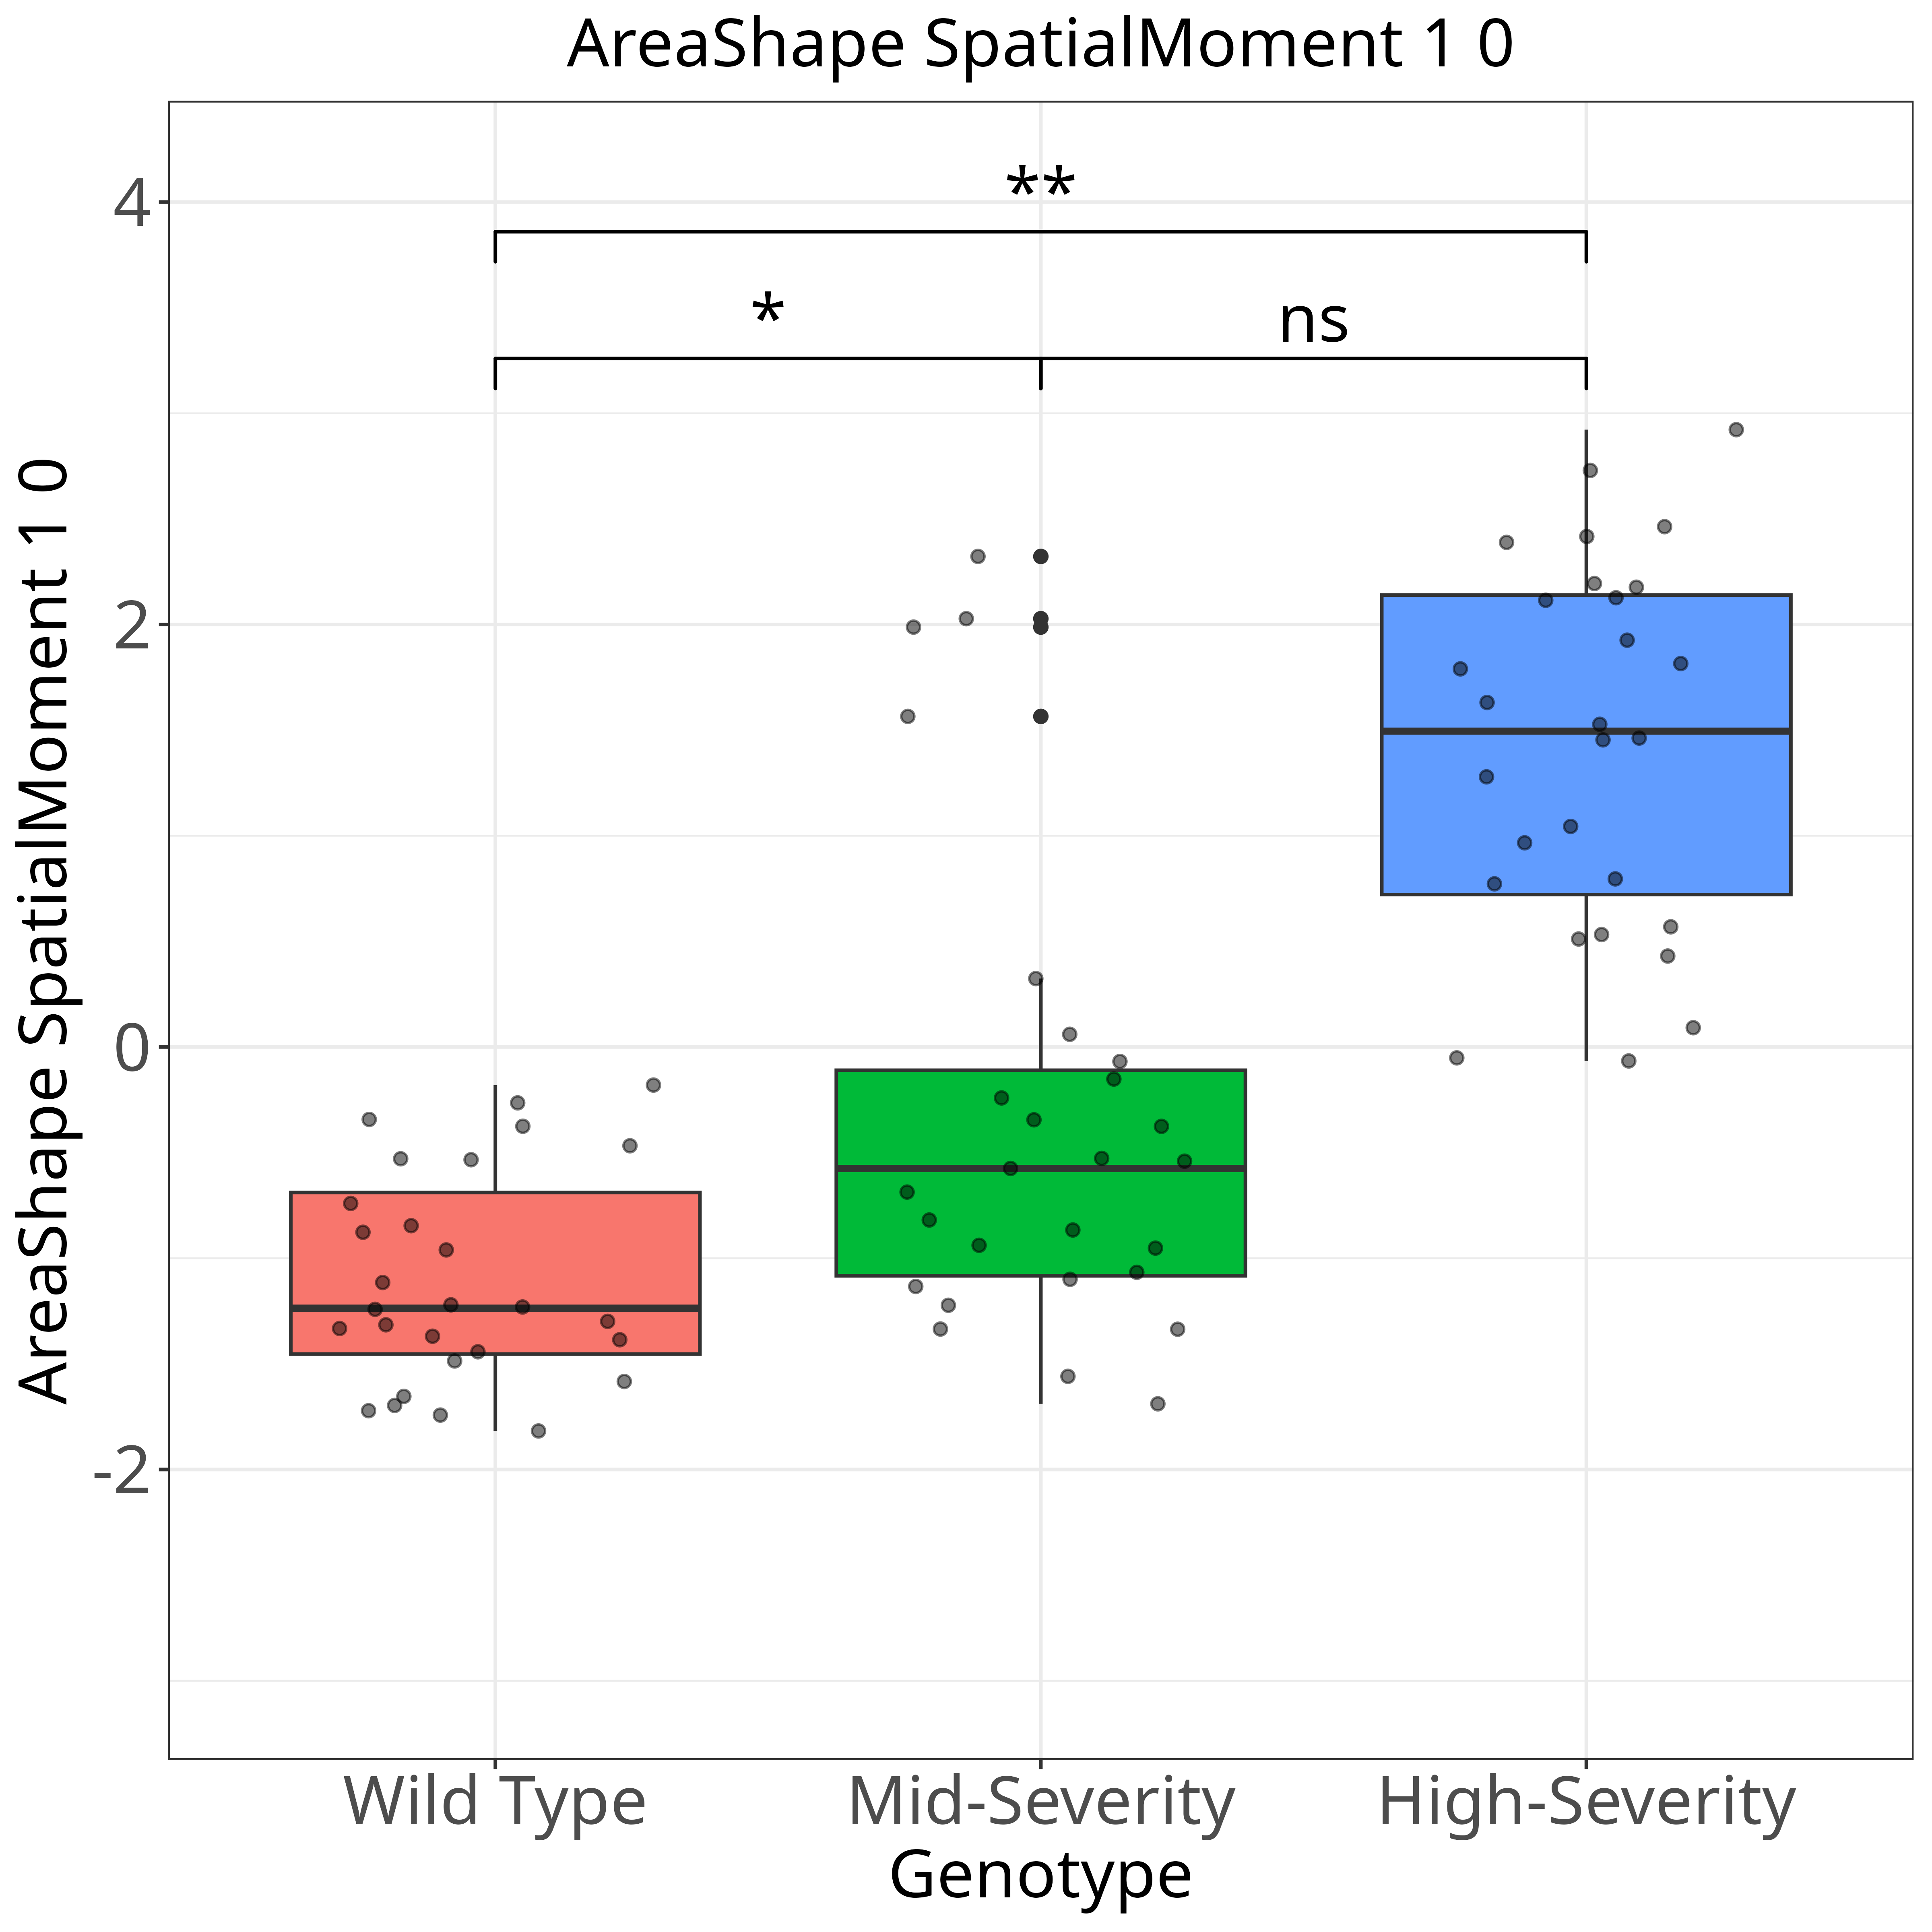 AreaShape SpatialMoment 1 0
AreaShape SpatialMoment 1 0
4
2
0
-2
**
*
ns
Wild Type
Mid-Severity
High-Severity
Genotype